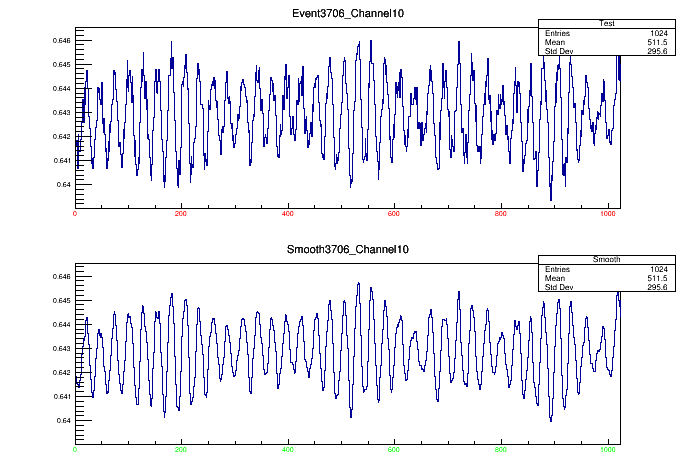 Event3706_Channel10
Test
Entries 1024
Mean 511.5
Std Dev 295.6
0.646
0.645
0.644
0.643
0.642
0.641
0.64
0 200 400 600 800 1000
Smooth3706_Channel10
Smooth
Entries 1024
Mean 511.5
Std Dev 295.6
0.646
0.645
0.644
0.643
0.642
0.641
0.64
0 200 400 600 800 1000